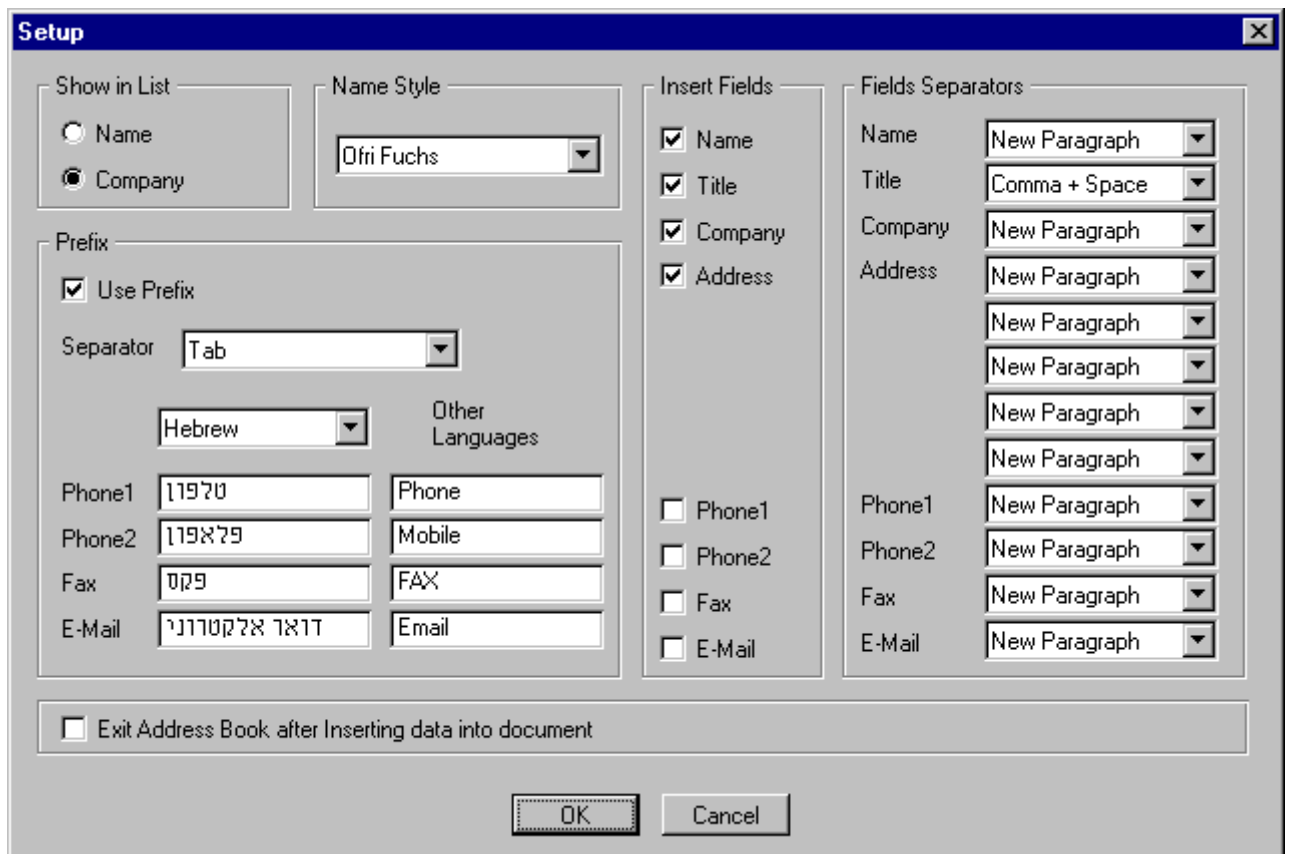 Setup
Show in List
Name
Company
Name Style
Ofri Fuchs
Prefix
Use Prefix
Separator
Tab
Hebrew
Other
Languages
Phone1
טלפון
Phone
Phone2
פלאפון
Mobile
Fax
פקס
FAX
E-Mail
דואר אלקטרוני
Email
Insert Fields
Name
Title
Company
Address
Phone1
Phone2
Fax
E-Mail
Fields Separators
Name
New Paragraph
Title
Comma + Space
Company
New Paragraph
Address
New Paragraph
New Paragraph
New Paragraph
New Paragraph
New Paragraph
Phone1
New Paragraph
Phone2
New Paragraph
Fax
New Paragraph
E-Mail
New Paragraph
Exit Address Book after Inserting data into document
OK
Cancel